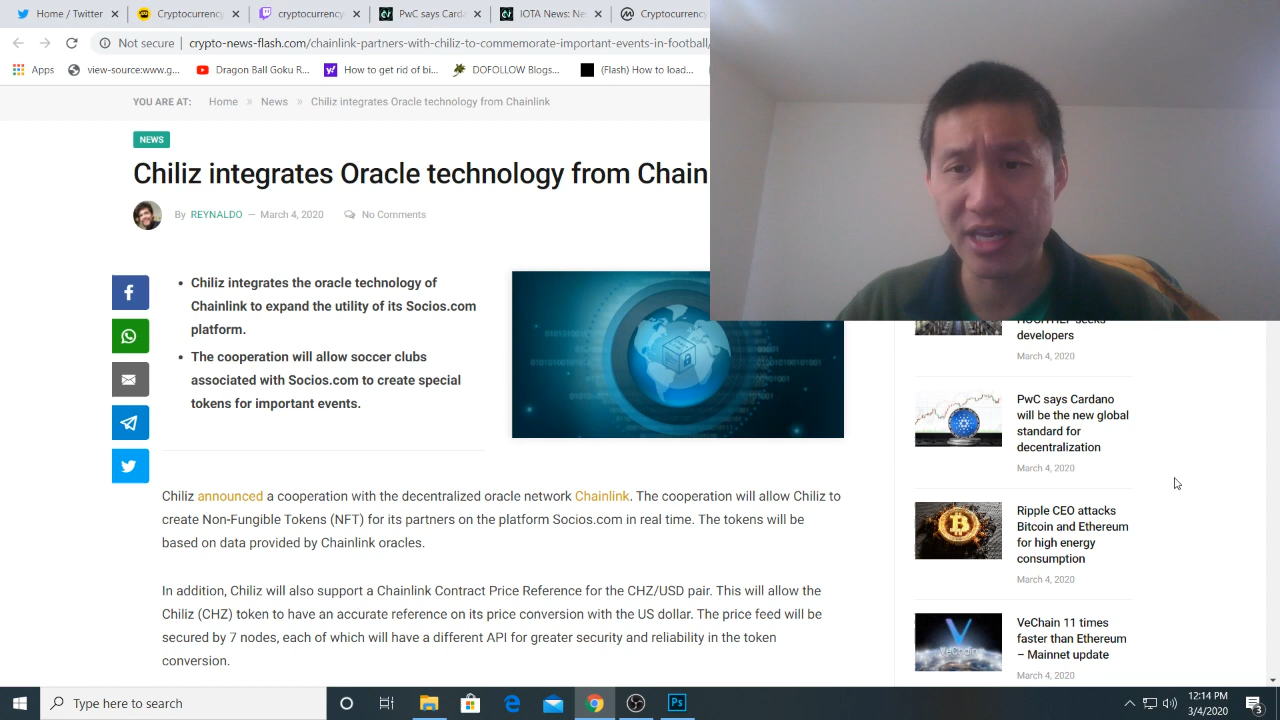 Home / Twitter
cryptocurrency
PwC says Carda
IOTA News Ne
CoinMarketCap
Not secure
crypto-news-flash.com/chainlink-partners-with-chiliz-to-commemorate-important-events-in-football/
Apps
view-source:www.g...
Dragon Ball Goku R...
How to get rid of bi...
DOFOLLOW Blogs...
(Flash) How to load...
YOU ARE AT:
Home » News » Chiliz integrates Oracle technology from Chainlink
NEWS
Chiliz integrates Oracle technology from Chain
By REYNALDO — March 4, 2020
No Comments
• Chiliz integrates the oracle technology of
Chainlink to expand the utility of its Socios.com
platform.
• The cooperation will allow soccer clubs
associated with Socios.com to create special
tokens for important events.
Chiliz announced a cooperation with the decentralized oracle network Chainlink. The cooperation will allow Chiliz to
create Non-Fungible Tokens (NFT) for its partners on the platform Socios.com in real time. The tokens will be
based on data provided by Chainlink oracles.
In addition, Chiliz will also support a Chainlink Contract Price Reference for the CHZ/USD pair. This will allow the
Chiliz (CHZ) token to have an accurate reference on its price conversion with the US dollar. The price feed will be
secured by 7 nodes, each of which will have a different API for greater security and reliability in the token
conversion.
developers
March 4, 2020
PwC says Cardano
will be the new global
standard for
decentralization
March 4, 2020
Ripple CEO attacks
Bitcoin and Ethereum
for high energy
consumption
March 4, 2020
VeChain
VeChain 11 times
faster than Ethereum
– Mainnet update
March 4, 2020
Type here to search
Ps
12:14 PM
3/4/2020
3